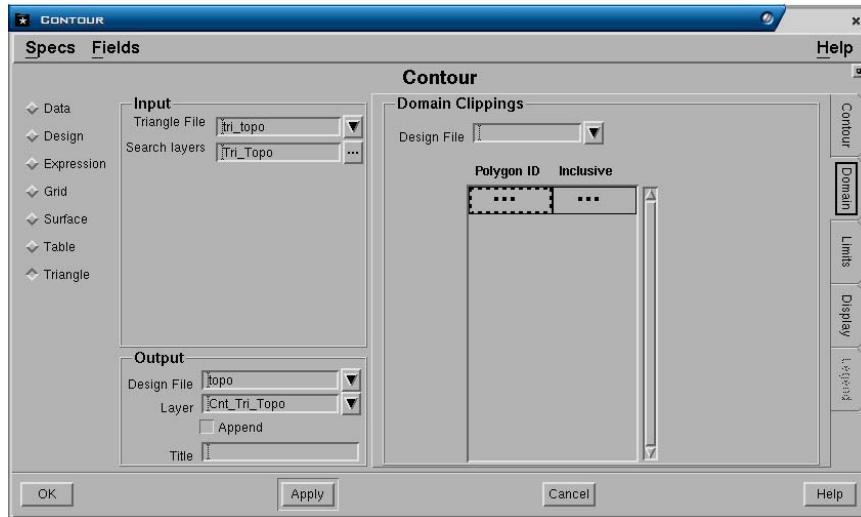 CONTOUR
Specs Fields Help
Contour
Data
Design
Expression
Grid
Surface
Table
Triangle
Input
Triangle File tri_topo
Search layers Tri_Topo ...
Output
Design File topo
Layer Cnt_Tri_Topo
Append
Title
Domain Clippings
Design File
Polygon ID Inclusive
... ...
Contour
Domain
Limits
Display
Legend
OK Apply Cancel Help